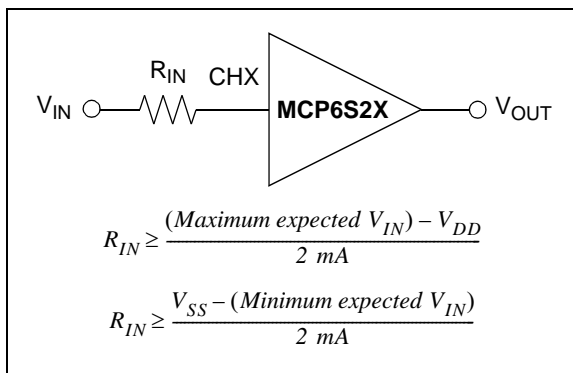 R_IN CHX
V_IN MCP6S2X V_OUT
R_IN ≥ (Maximum expected V_IN) – V_DD / 2 mA
R_IN ≥ V_SS – (Minimum expected V_IN) / 2 mA